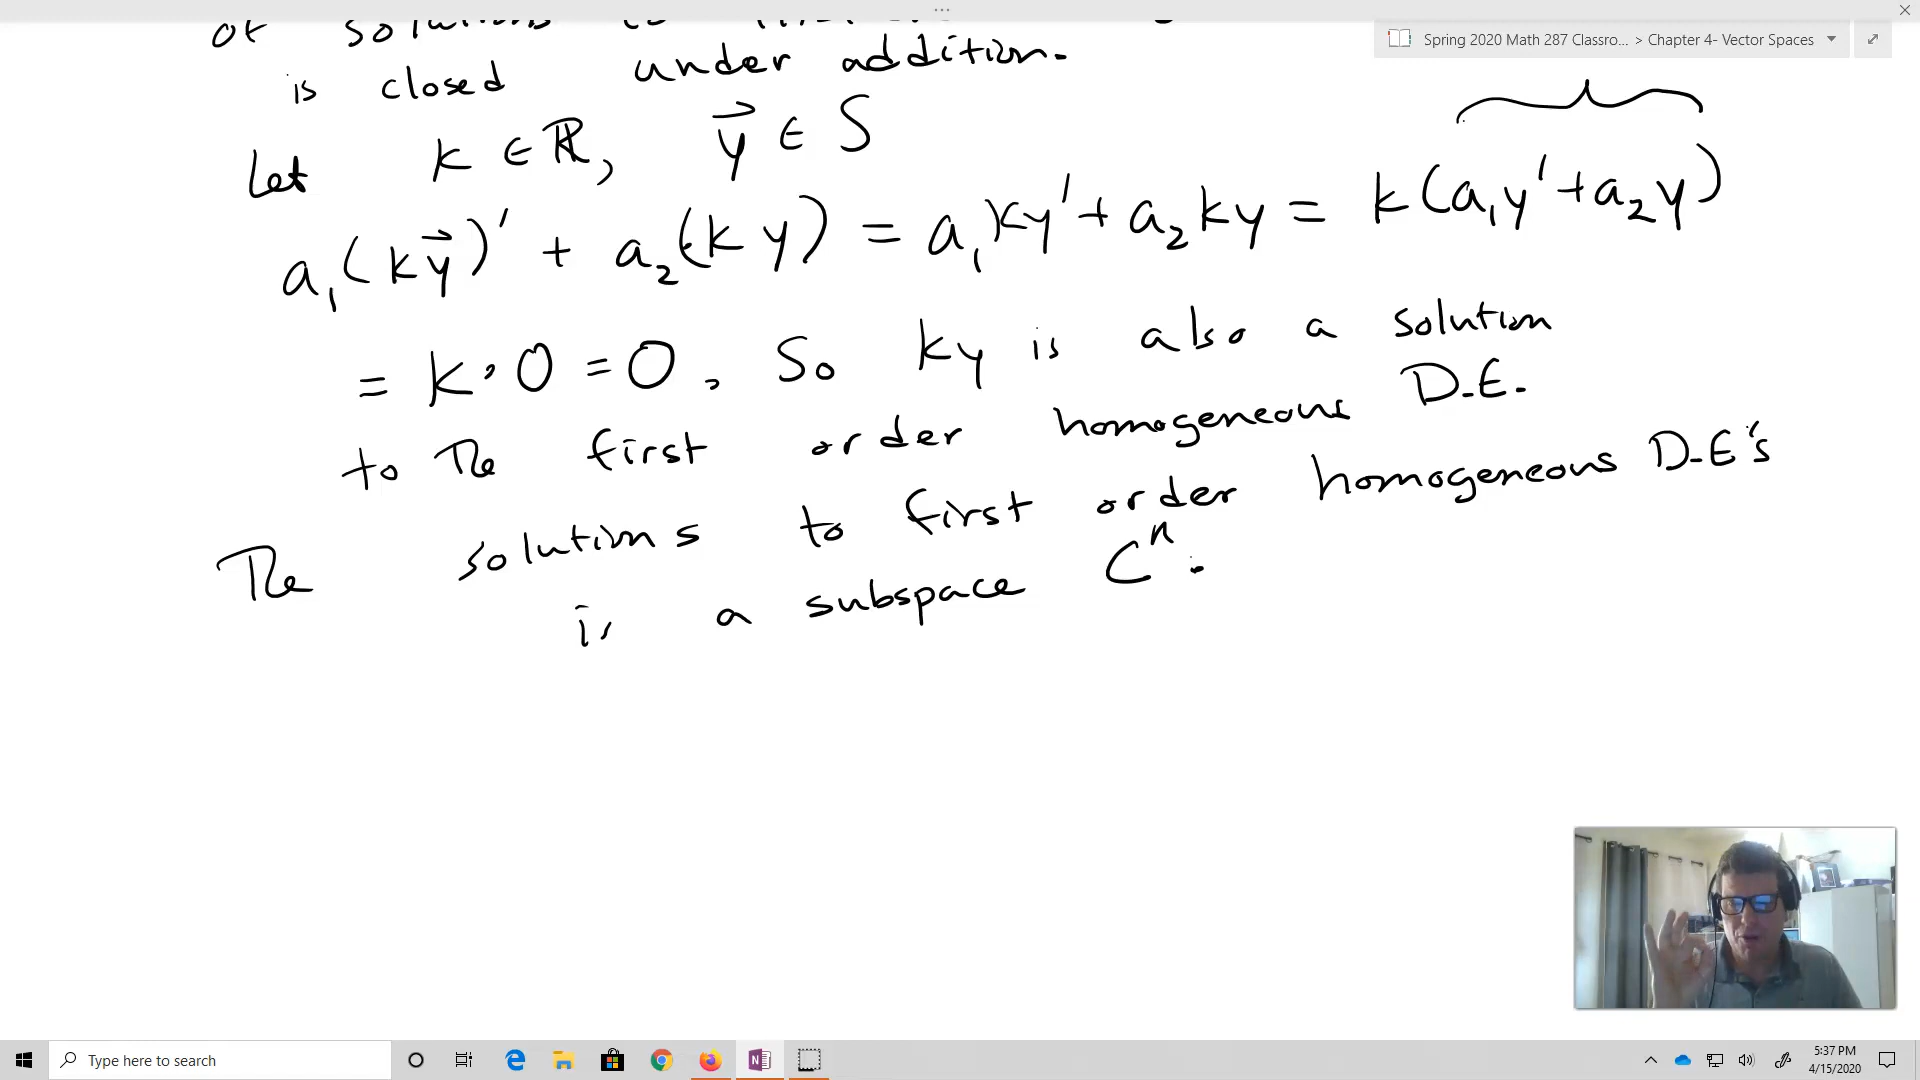 Spring 2020 Math 287 Classro... > Chapter 4- Vector Spaces
of solutions
is closed under addition.
Let k ∈ ℝ, y⃗ ∈ S
a₁(ky⃗)' + a₂(ky) = a₁ky' + a₂ky = k(a₁y' + a₂y)
= k·0 = 0. So ky is also a solution
to the first order homogeneous D.E.
The solutions to first order homogeneous D.E's
is a subspace Cⁿ.
Type here to search
5:37 PM
4/15/2020